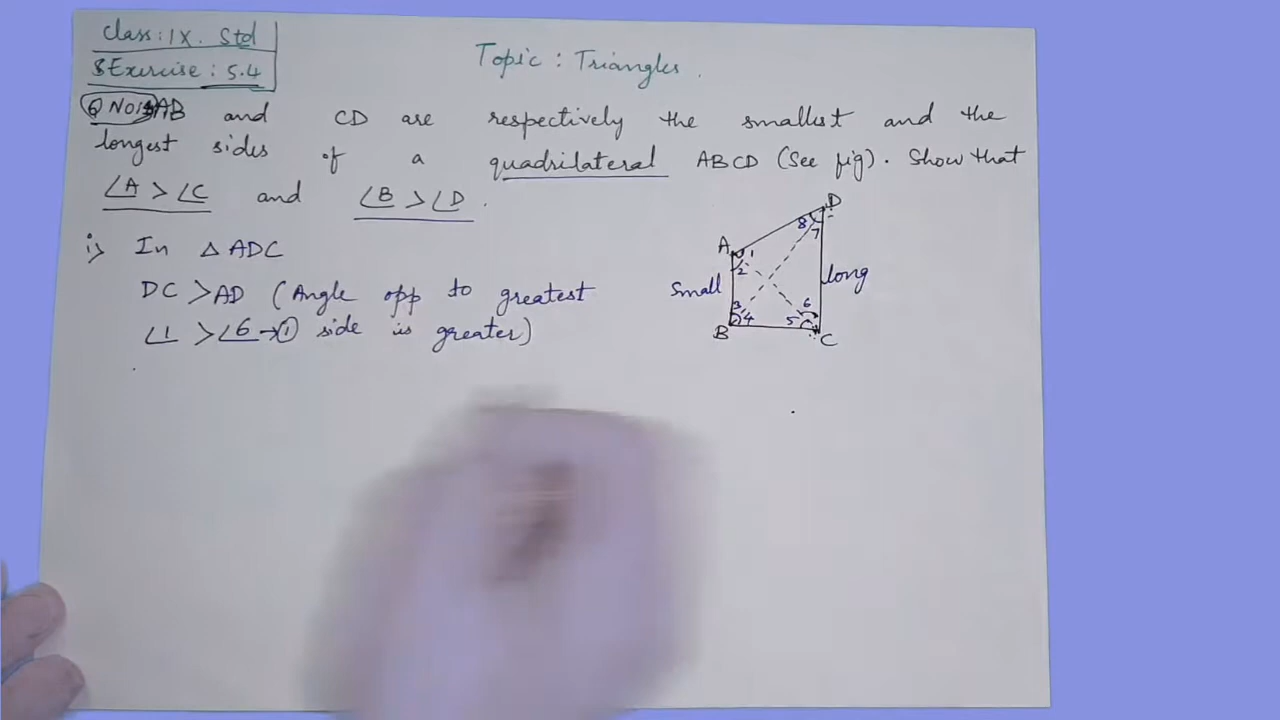 Class: IX. Std
Exercise: 5.4
Topic: Triangles.
Q No: AB and CD are respectively the smallest and the
longest sides of a quadrilateral ABCD (See fig). Show that
∠A > ∠C and ∠B > ∠D.
i) In △ADC
DC > AD (Angle opp to greatest
∠1 > ∠6 → ① side is greater)
D
8 7
A 1
2
Small
long
3 4
6
5
B
C